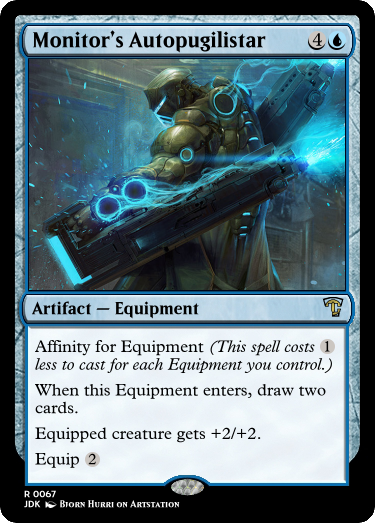 Monitor's Autopugilistar 4
Artifact — Equipment
Affinity for Equipment (This spell costs 1
less to cast for each Equipment you control.)
When this Equipment enters, draw two
cards.
Equipped creature gets +2/+2.
Equip 2
R 0067
JDK Bjorn Hurri on Artstation